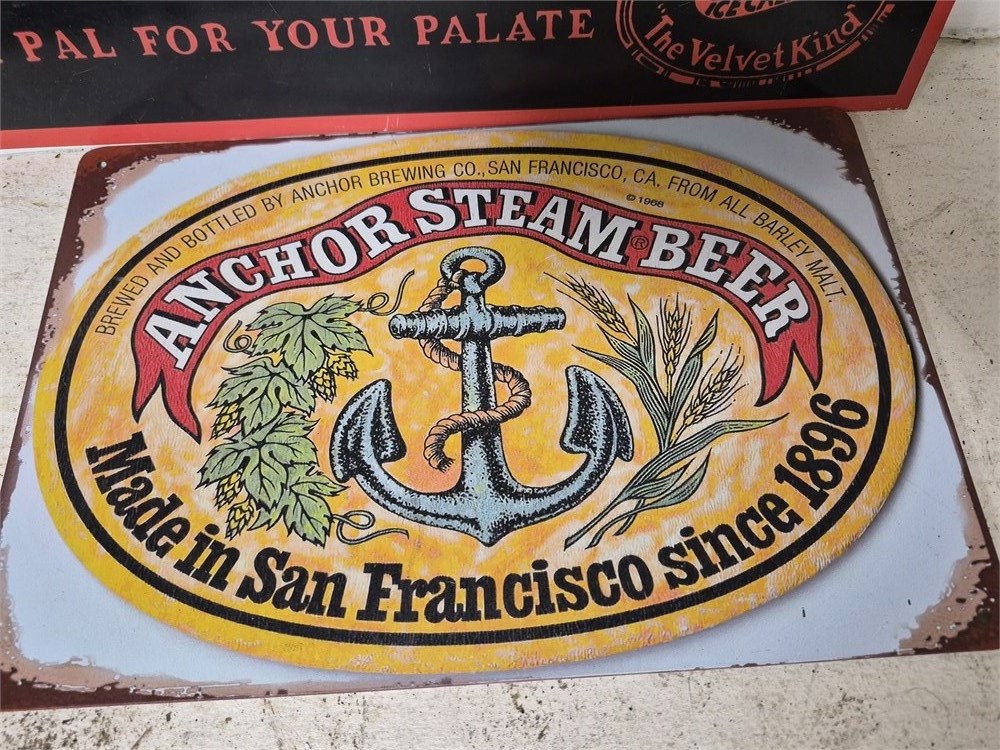 PAL FOR YOUR PALATE
"The Velvet Kind"
BREWED AND BOTTLED BY ANCHOR BREWING CO., SAN FRANCISCO, CA. FROM ALL BARLEY MALT.
© 1968
ANCHOR STEAM BEER ®
Made in San Francisco since 1896